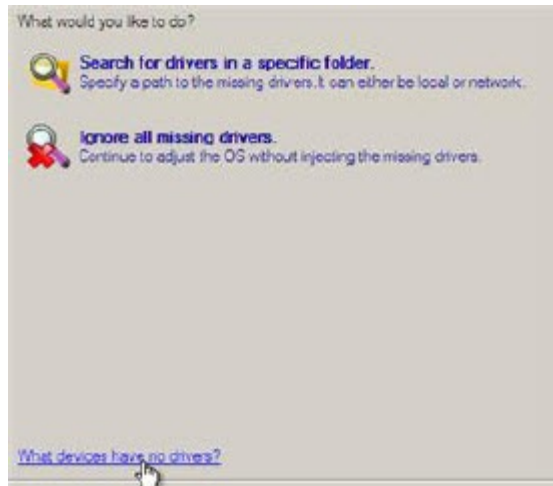 What would you like to do?
Search for drivers in a specific folder.
Specify a path to the missing drivers. It can either be local or network.
Ignore all missing drivers.
Continue to adjust the OS without injecting the missing drivers.
What devices have no drivers?